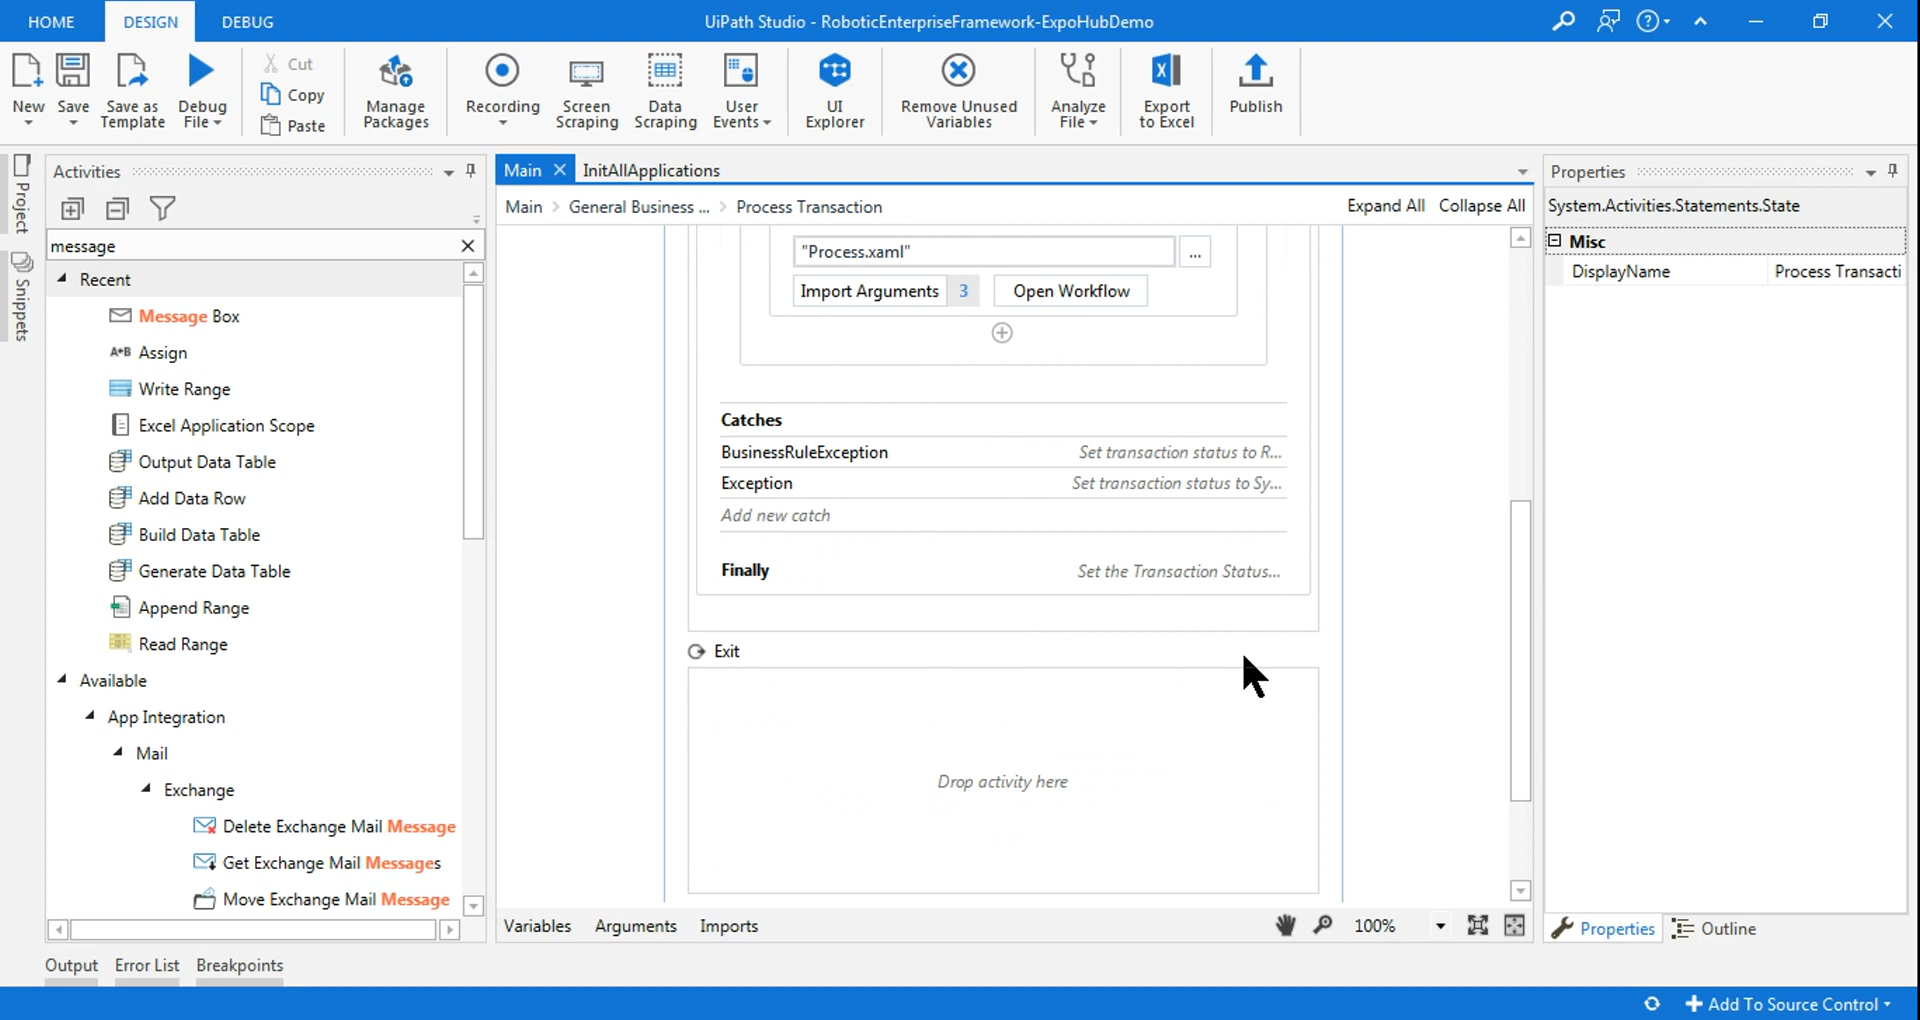 HOME DESIGN DEBUG UiPath Studio - RoboticEnterpriseFramework-ExpoHubDemo
New Save Save as Template Debug File
Cut
Copy
Paste
Manage Packages
Recording
Screen Scraping
Data Scraping
User Events
UI Explorer
Remove Unused Variables
Analyze File
Export to Excel
Publish
Project
Snippets
Activities
message
Recent
Message Box
Assign
Write Range
Excel Application Scope
Output Data Table
Add Data Row
Build Data Table
Generate Data Table
Append Range
Read Range
Available
App Integration
Mail
Exchange
Delete Exchange Mail Message
Get Exchange Mail Messages
Move Exchange Mail Message
Main InitAllApplications
Main > General Business ... > Process Transaction Expand All Collapse All
"Process.xaml" ...
Import Arguments 3 Open Workflow
Catches
BusinessRuleException Set transaction status to R...
Exception Set transaction status to Sy...
Add new catch
Finally Set the Transaction Status...
Exit
Drop activity here
Variables Arguments Imports 100%
Properties
System.Activities.Statements.State
Misc
DisplayName Process Transacti
Properties Outline
Output Error List Breakpoints
Add To Source Control